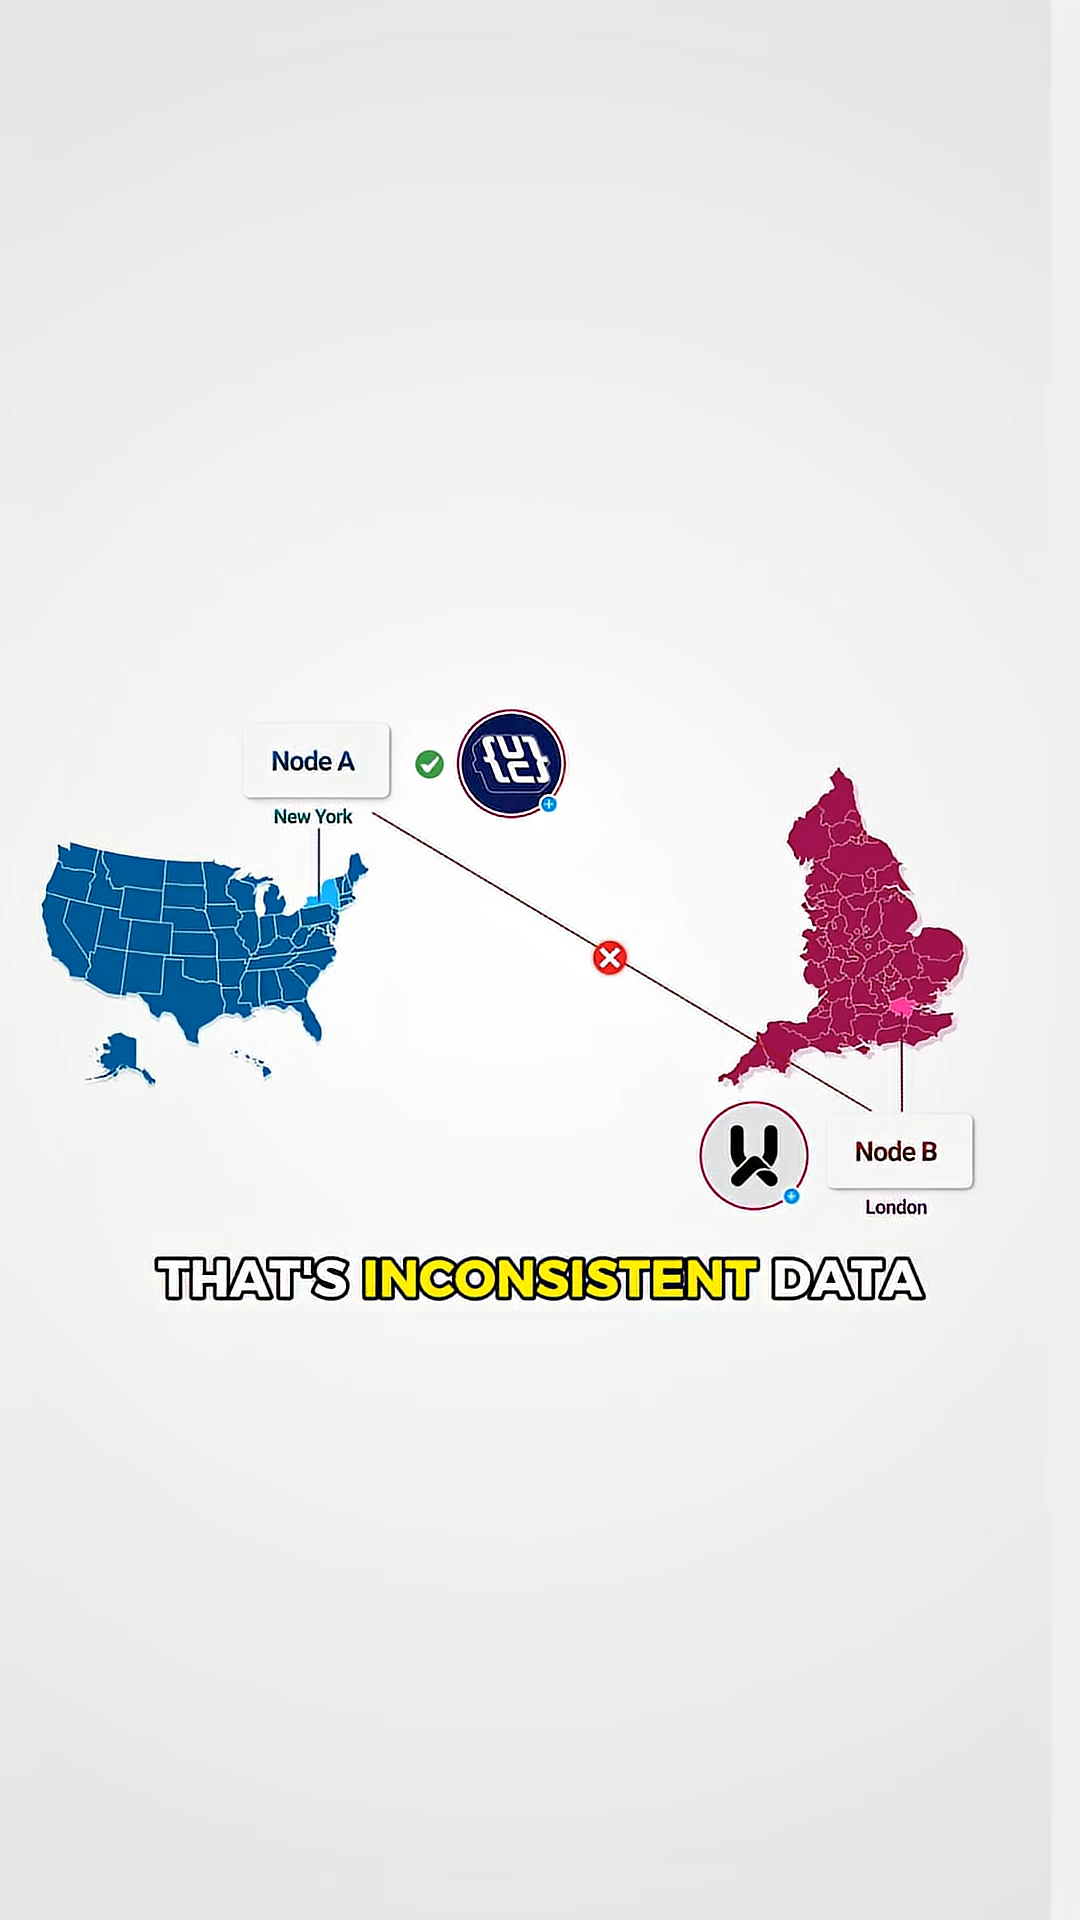 Node A
New York
Node B
London
THAT'S INCONSISTENT DATA